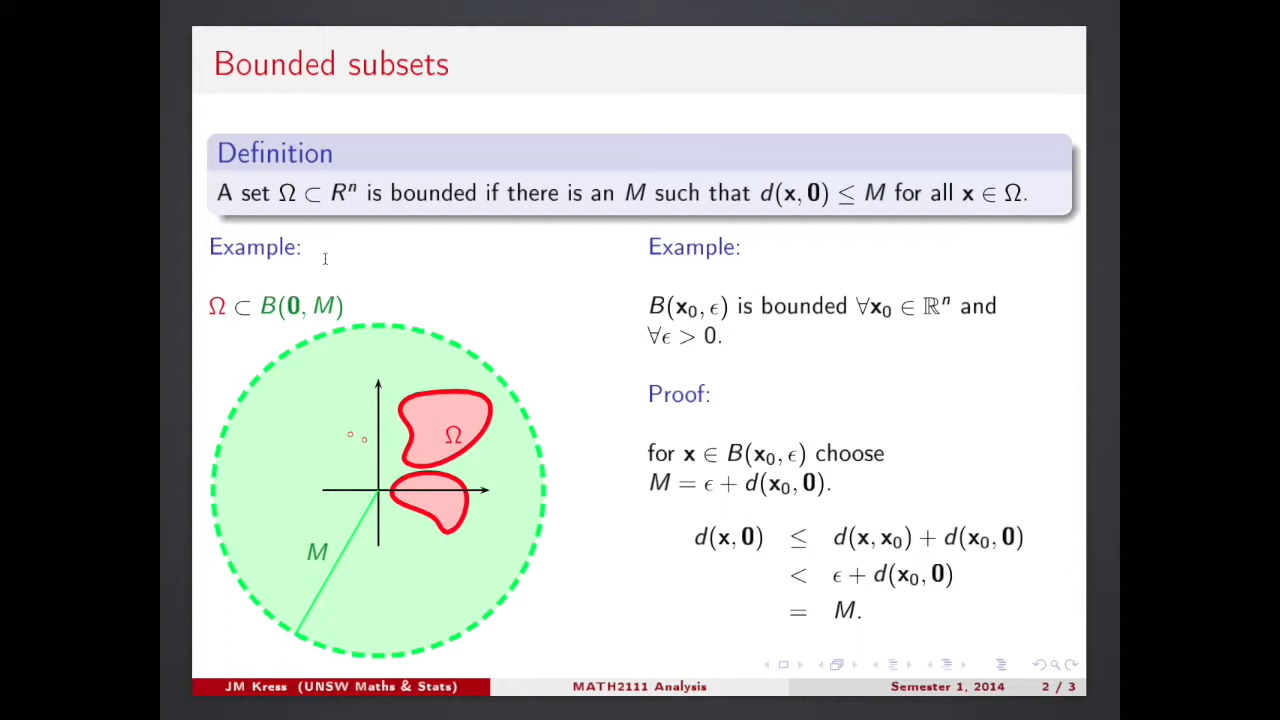 Bounded subsets
Definition
A set Ω ⊂ Rⁿ is bounded if there is an M such that d(x, 0) ≤ M for all x ∈ Ω.
Example:
Ω ⊂ B(0, M)
Ω
M
Example:
B(x₀, ϵ) is bounded ∀x₀ ∈ ℝⁿ and
∀ϵ > 0.
Proof:
for x ∈ B(x₀, ϵ) choose
M = ϵ + d(x₀, 0).
d(x, 0) ≤ d(x, x₀) + d(x₀, 0)
< ϵ + d(x₀, 0)
= M.
JM Kress (UNSW Maths & Stats) MATH2111 Analysis Semester 1, 2014 2 / 3